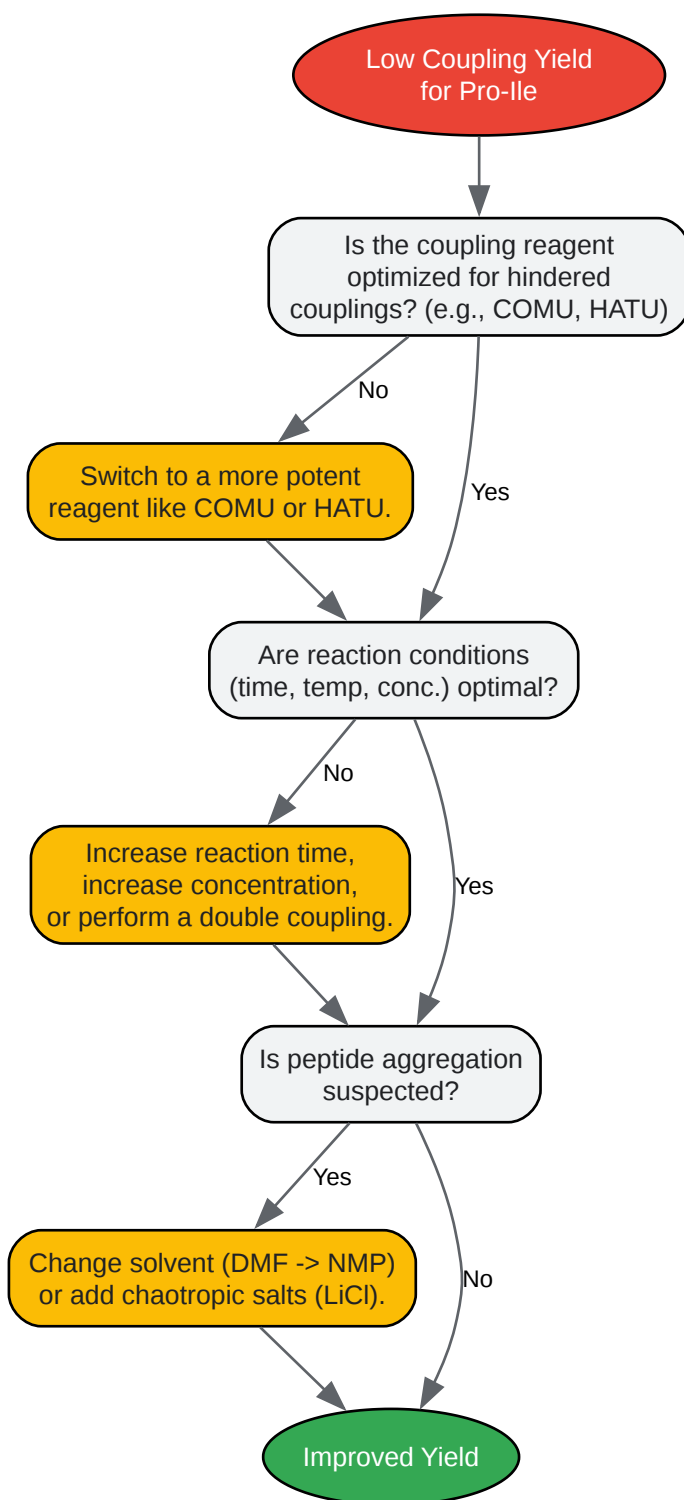 Low Coupling Yield
for Pro-Ile
Is the coupling reagent
optimized for hindered
couplings? (e.g., COMU, HATU)
No
Switch to a more potent
reagent like COMU or HATU.
Yes
Are reaction conditions
(time, temp, conc.) optimal?
No
Increase reaction time,
increase concentration,
or perform a double coupling.
Yes
Is peptide aggregation
suspected?
Yes
Change solvent (DMF -> NMP)
or add chaotropic salts (LiCl).
No
Improved Yield